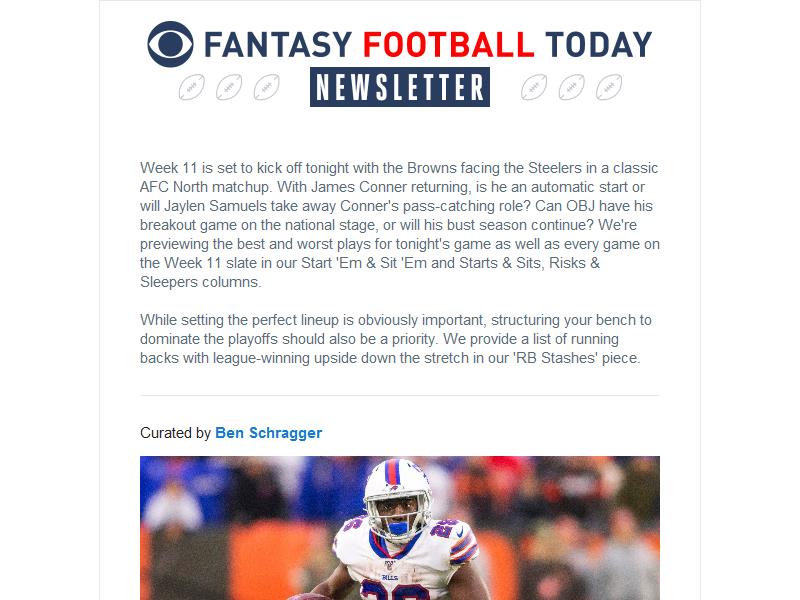 FANTASY FOOTBALL TODAY
NEWSLETTER
Week 11 is set to kick off tonight with the Browns facing the Steelers in a classic
AFC North matchup. With James Conner returning, is he an automatic start or
will Jaylen Samuels take away Conner's pass-catching role? Can OBJ have his
breakout game on the national stage, or will his bust season continue? We're
previewing the best and worst plays for tonight's game as well as every game on
the Week 11 slate in our Start 'Em & Sit 'Em and Starts & Sits, Risks &
Sleepers columns.
While setting the perfect lineup is obviously important, structuring your bench to
dominate the playoffs should also be a priority. We provide a list of running
backs with league-winning upside down the stretch in our 'RB Stashes' piece.
Curated by Ben Schragger
BILLS